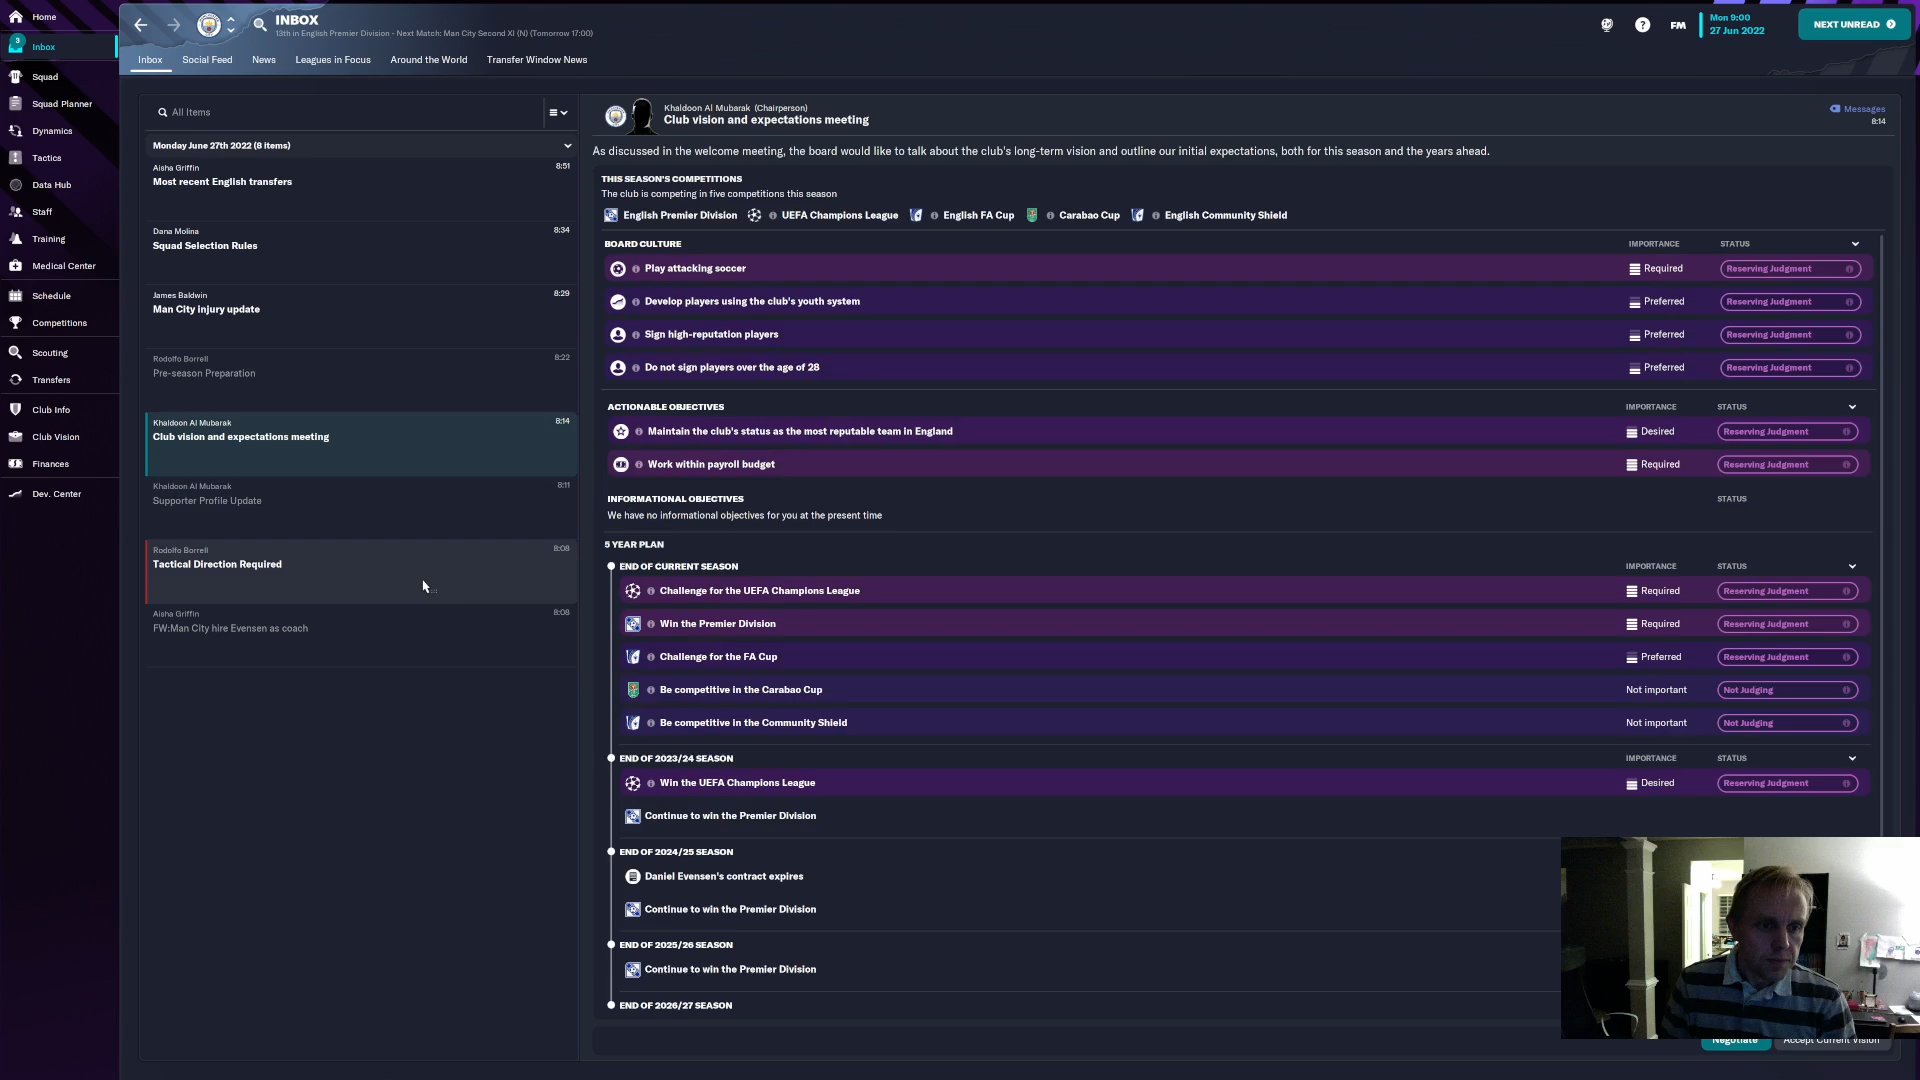 Home
INBOX
13th in English Premier Division - Next Match: Man City Second XI (N) (Tomorrow 17:00)
FM
Mon 9:00
27 Jun 2022
NEXT UNREAD
3
Inbox
Squad
Squad Planner
Dynamics
Tactics
Data Hub
Staff
Training
Medical Center
Schedule
Competitions
Scouting
Transfers
Club Info
Club Vision
Finances
Dev. Center
Inbox Social Feed News Leagues in Focus Around the World Transfer Window News
All Items
Monday June 27th 2022 (8 items)
Aisha Griffin 8:51
Most recent English transfers
Dana Molina 8:34
Squad Selection Rules
James Baldwin 8:29
Man City injury update
Rodolfo Borrell 8:22
Pre-season Preparation
Khaldoon Al Mubarak 8:14
Club vision and expectations meeting
Khaldoon Al Mubarak 8:11
Supporter Profile Update
Rodolfo Borrell 8:08
Tactical Direction Required
Aisha Griffin 8:08
FW:Man City hire Evensen as coach
Khaldoon Al Mubarak (Chairperson)
Club vision and expectations meeting
Messages
8:14
As discussed in the welcome meeting, the board would like to talk about the club's long-term vision and outline our initial expectations, both for this season and the years ahead.
THIS SEASON'S COMPETITIONS
The club is competing in five competitions this season
English Premier Division UEFA Champions League English FA Cup Carabao Cup English Community Shield
BOARD CULTURE IMPORTANCE STATUS
Play attacking soccer Required Reserving Judgment
Develop players using the club's youth system Preferred Reserving Judgment
Sign high-reputation players Preferred Reserving Judgment
Do not sign players over the age of 28 Preferred Reserving Judgment
ACTIONABLE OBJECTIVES IMPORTANCE STATUS
Maintain the club's status as the most reputable team in England Desired Reserving Judgment
Work within payroll budget Required Reserving Judgment
INFORMATIONAL OBJECTIVES STATUS
We have no informational objectives for you at the present time
5 YEAR PLAN
END OF CURRENT SEASON IMPORTANCE STATUS
Challenge for the UEFA Champions League Required Reserving Judgment
Win the Premier Division Required Reserving Judgment
Challenge for the FA Cup Preferred Reserving Judgment
Be competitive in the Carabao Cup Not important Not Judging
Be competitive in the Community Shield Not important Not Judging
END OF 2023/24 SEASON IMPORTANCE STATUS
Win the UEFA Champions League Desired Reserving Judgment
Continue to win the Premier Division
END OF 2024/25 SEASON
Daniel Evensen's contract expires
Continue to win the Premier Division
END OF 2025/26 SEASON
Continue to win the Premier Division
END OF 2026/27 SEASON
Negotiate Accept Current Vision